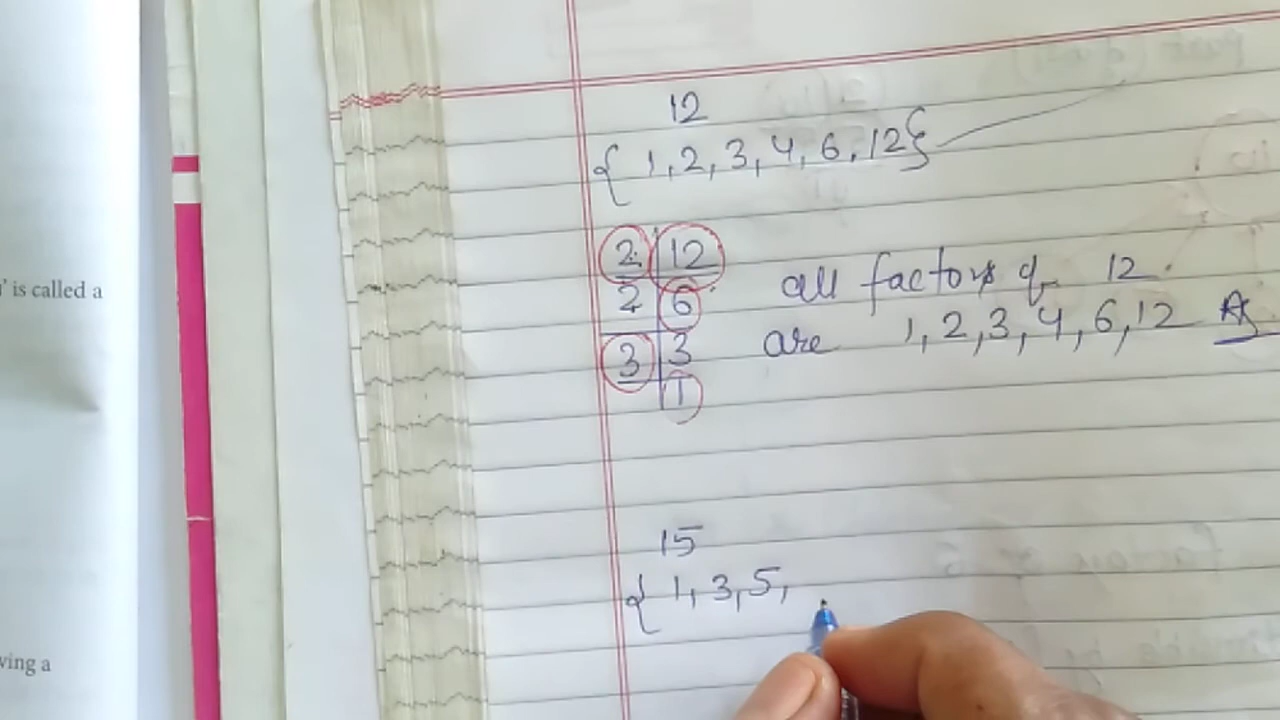 ' is called a
ving a
12
{ 1, 2, 3, 4, 6, 12}
2 | 12
2 | 6
3 | 3
1
all factors of 12
are 1, 2, 3, 4, 6, 12
15
{ 1, 3, 5,